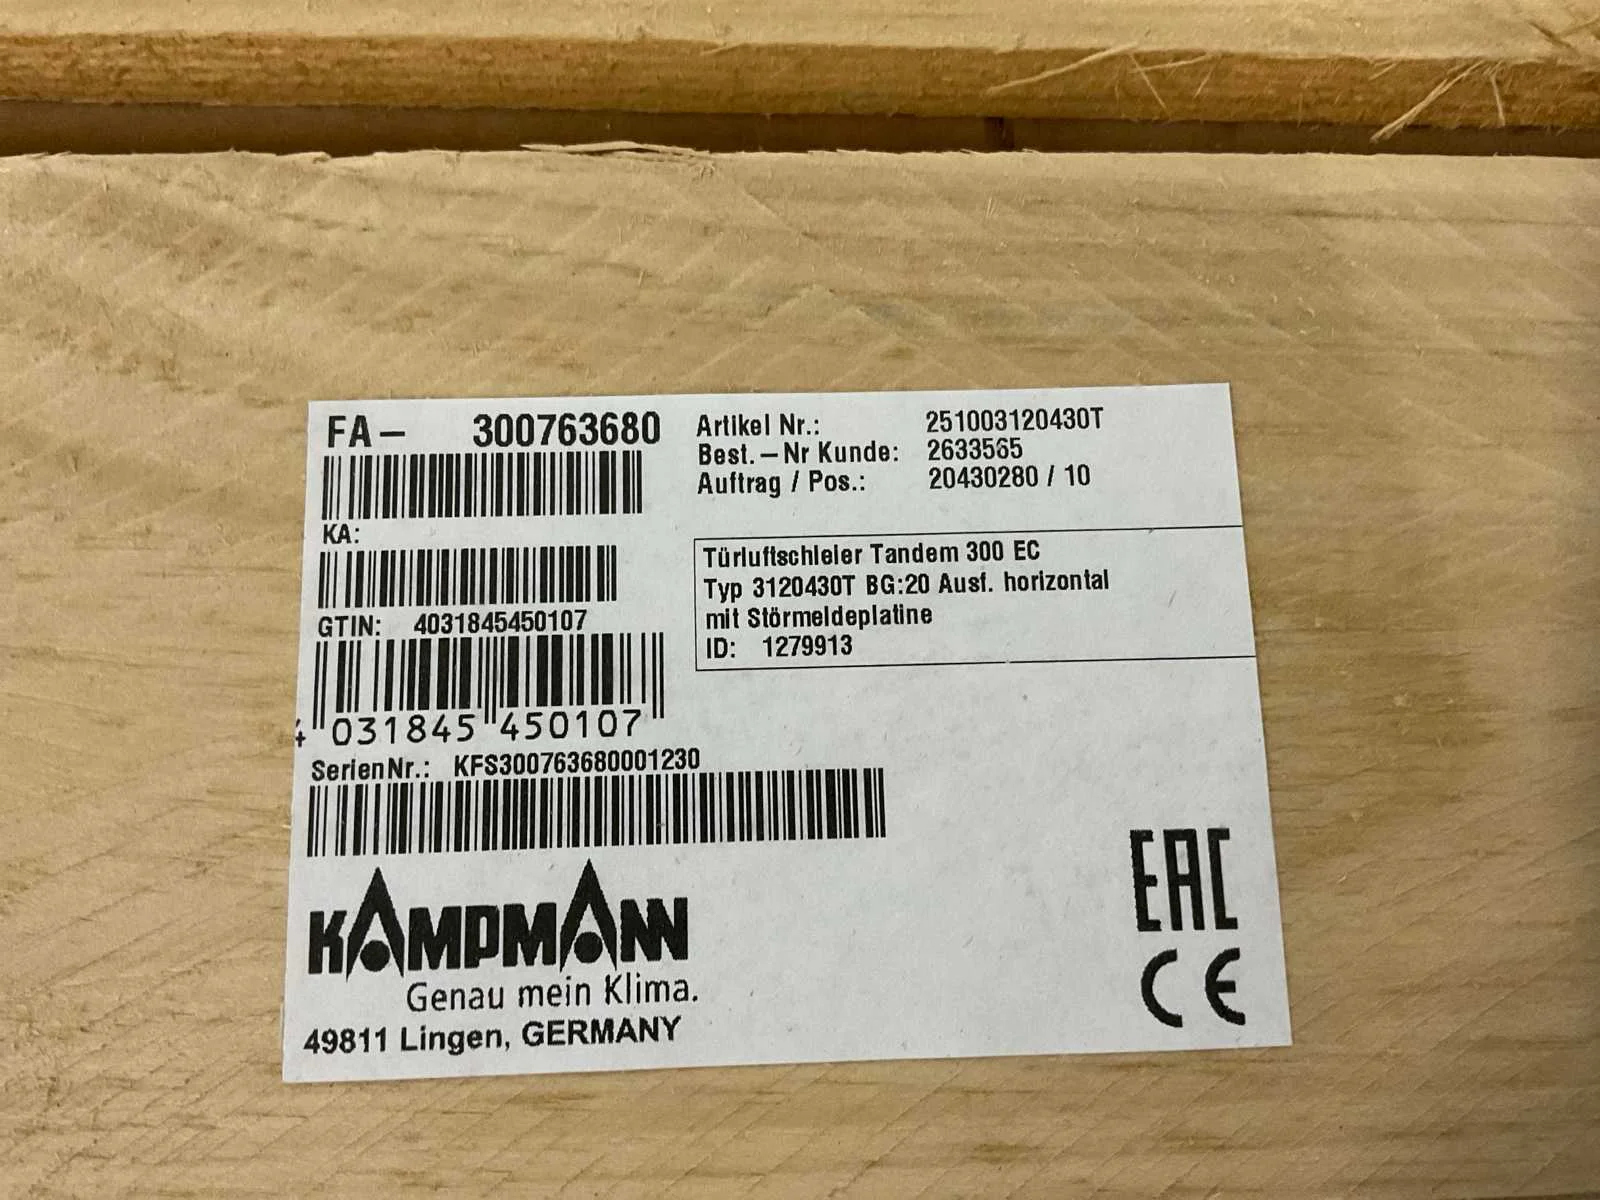 FA- 300763680
KA:
GTIN: 4031845450107
4 031845 450107
SerienNr.: KFS300763680001230
Artikel Nr.: 251003120430T
Best.-Nr Kunde: 2633565
Auftrag / Pos.: 20430280 / 10
Türluftschleier Tandem 300 EC
Typ 3120430T BG:20 Ausf. horizontal
mit Störmeldeplatine
ID: 1279913
KAMPMANN
Genau mein Klima.
49811 Lingen, GERMANY
EAC
CE